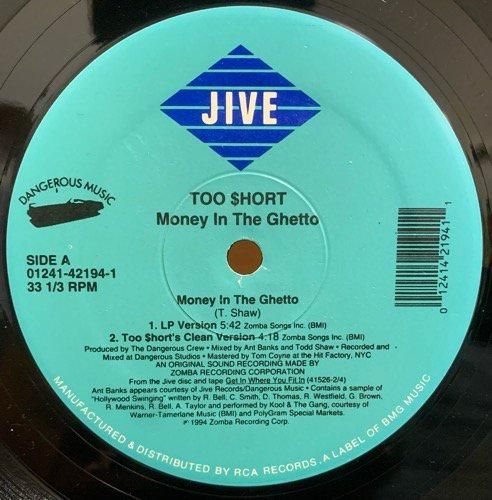 JIVE
DANGEROUS MUSIC
TOO $HORT
Money In The Ghetto
SIDE A
01241-42194-1
33 1/3 RPM
0 12414 21941 1
Money In The Ghetto
(T. Shaw)
1. LP Version 5:42 Zomba Songs Inc. (BMI)
2. Too Short's Clean Version 4:18 Zomba Songs Inc. (BMI)
Produced by The Dangerous Crew • Mixed by Ant Banks and Todd Shaw • Recorded and
Mixed at Dangerous Studios • Mastered by Tom Coyne at the Hit Factory, NYC
AN ORIGINAL SOUND RECORDING MADE BY
ZOMBA RECORDING CORPORATION
From the Jive disc and tape Get In Where You Fit In (41526-2/4)
Ant Banks appears courtesy of Jive Records/Dangerous Music • Contains a sample of
"Hollywood Swinging" written by R. Bell, C. Smith, D. Thomas, R. Westfield, G. Brown,
R. Menkins, R. Bell, A. Taylor and performed by Kool & The Gang, courtesy of
Warner-Tamerlane Music (BMI) and PolyGram Special Markets.
℗ 1994 Zomba Recording Corp.
MANUFACTURED & DISTRIBUTED BY RCA RECORDS. A LABEL OF BMG MUSIC